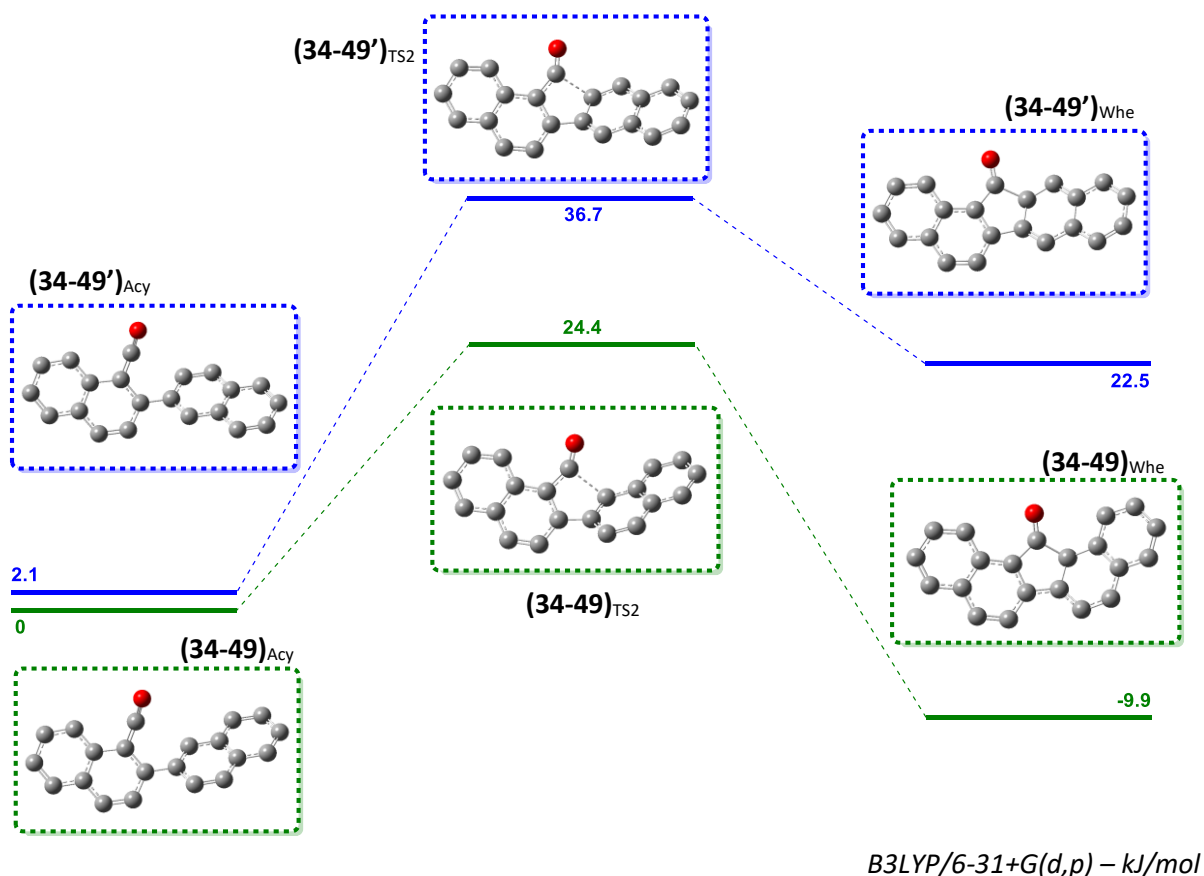 (34-49’)TS2
36.7
(34-49’)Whe
22.5
(34-49’)Acy
2.1
24.4
(34-49)TS2
(34-49)Whe
-9.9
0
(34-49)Acy
B3LYP/6-31+G(d,p) – kJ/mol